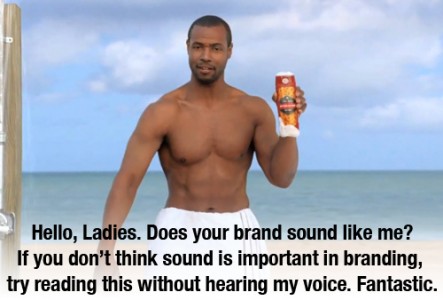 Hello, Ladies. Does your brand sound like me?
If you don't think sound is important in branding,
try reading this without hearing my voice. Fantastic.